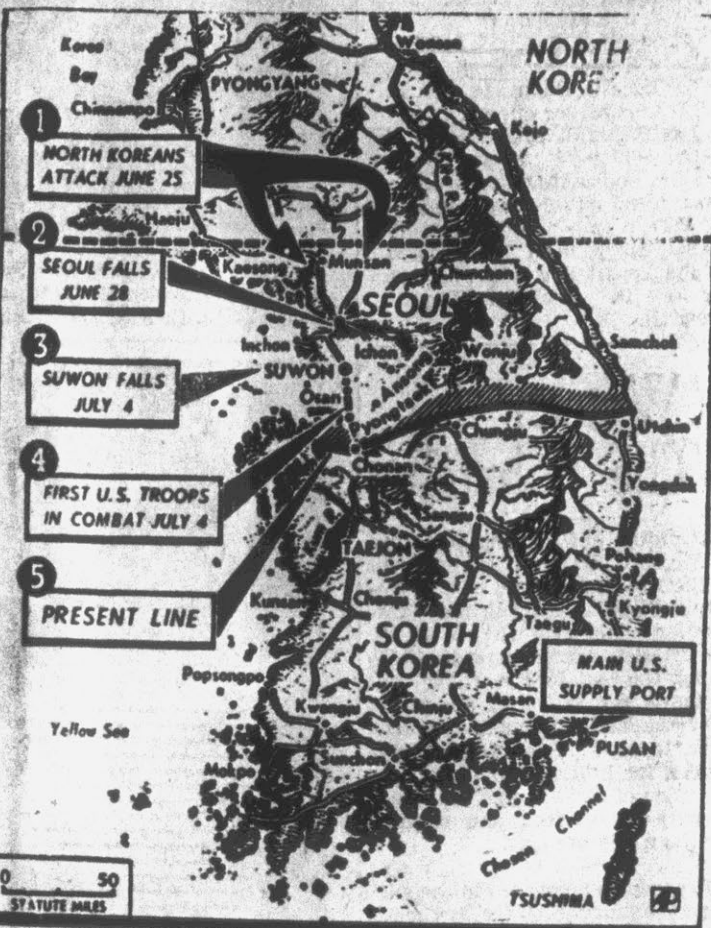 NORTH
KORE
Korea
Bay
Wonsan
PYONGYANG
Chinnampo
Kojo
1
NORTH KOREANS
ATTACK JUNE 25
Haeju
2
SEOUL FALLS
JUNE 28
Kaesong
Munsan
Chunchon
SEOUL
Inchon
Ichon
Wonju
Samchok
3
SUWON FALLS
JULY 4
SUWON
Osan
Ansong
Pyongtaek
Chungju
Ulchin
4
FIRST U.S. TROOPS
IN COMBAT JULY 4
Chonan
Yongdok
TAEJON
Pohang
5
PRESENT LINE
Kunsan
Chonju
Taegu
Kyongju
SOUTH
KOREA
MAIN U.S.
SUPPLY PORT
Popsongpo
Kwangju
Chinju
Masan
Yellow Sea
PUSAN
Sunchon
Mokpo
Chosen Channel
0 50
STATUTE MILES
TSUSHIMA
AP